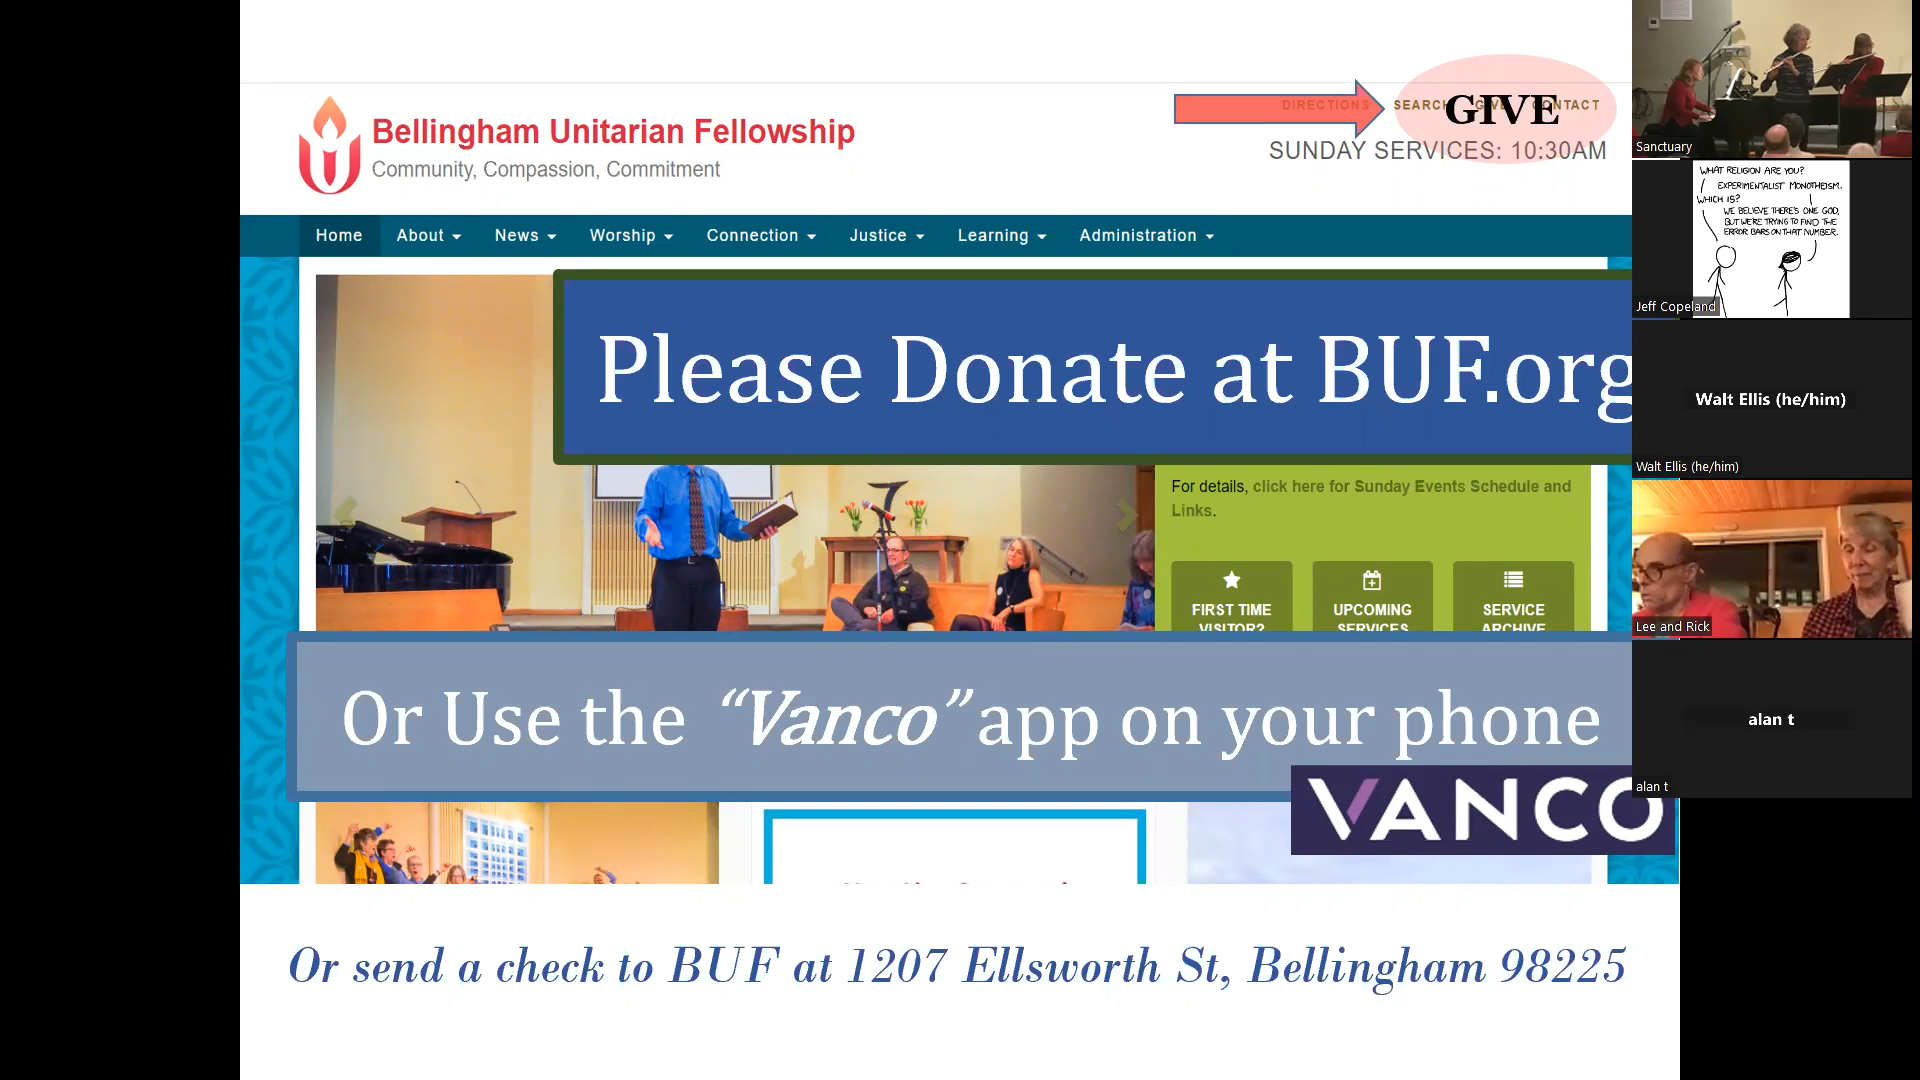 DIRECTIONS SEARCH GIVE CONTACT
GIVE
SUNDAY SERVICES: 10:30AM
Bellingham Unitarian Fellowship
Community, Compassion, Commitment
Home About News Worship Connection Justice Learning Administration
Please Donate at BUF.org
For details, click here for Sunday Events Schedule and
Links.
FIRST TIME
VISITOR?
UPCOMING
SERVICES
SERVICE
ARCHIVE
Or Use the “Vanco” app on your phone
VANCO
Or send a check to BUF at 1207 Ellsworth St, Bellingham 98225
Sanctuary
WHAT RELIGION ARE YOU?
EXPERIMENTALIST MONOTHEISM.
WHICH IS?
WE BELIEVE THERE'S ONE GOD,
BUT WE'RE TRYING TO FIND THE
ERROR BARS ON THAT NUMBER.
Jeff Copeland
Walt Ellis (he/him)
Walt Ellis (he/him)
Lee and Rick
alan t
alan t